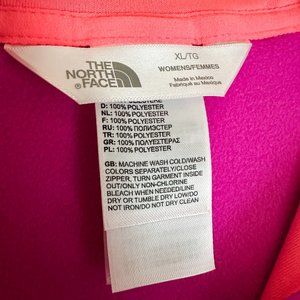 THE
NORTH
FACE
XL/TG
WOMENS/FEMMES
Made in Mexico
Fabriqué au Mexique
D: 100% POLYESTER
NL: 100% POLYESTER
F: 100% POLYESTER
RU: 100% ПОЛИЭСТЕР
TR: 100% POLYESTER
GR: 100% ΠΟΛΥΕΣΤΕΡ
PL: 100% POLYESTER
GB: MACHINE WASH COLD/WASH
COLORS SEPARATELY/CLOSE
ZIPPER, TURN GARMENT INSIDE
OUT/ONLY NON-CHLORINE
BLEACH WHEN NEEDED/LINE
DRY OR TUMBLE DRY LOW/DO
NOT IRON/DO NOT DRY CLEAN